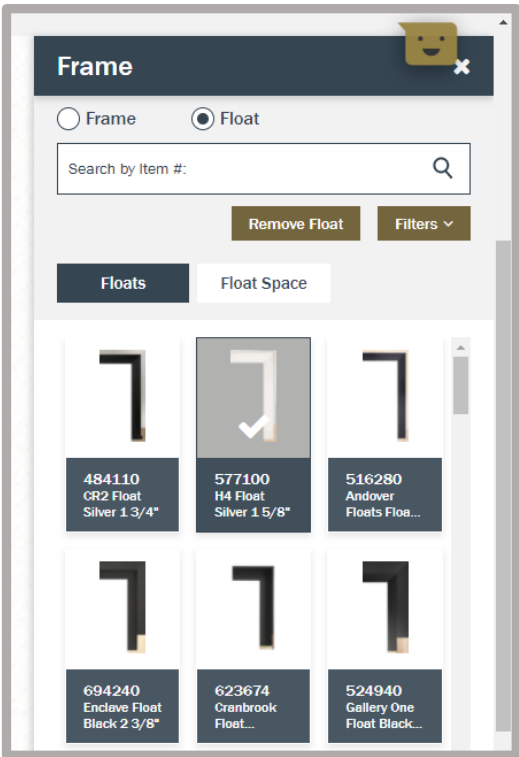 Frame
Frame
Float
Search by Item #:
Remove Float
Filters
Floats
Float Space
484110
CR2 Float
Silver 1 3/4"
577100
H4 Float
Silver 1 5/8"
516280
Andover
Floats Floa...
694240
Enclave Float
Black 2 3/8"
623674
Cranbrook
Float...
524940
Gallery One
Float Black...